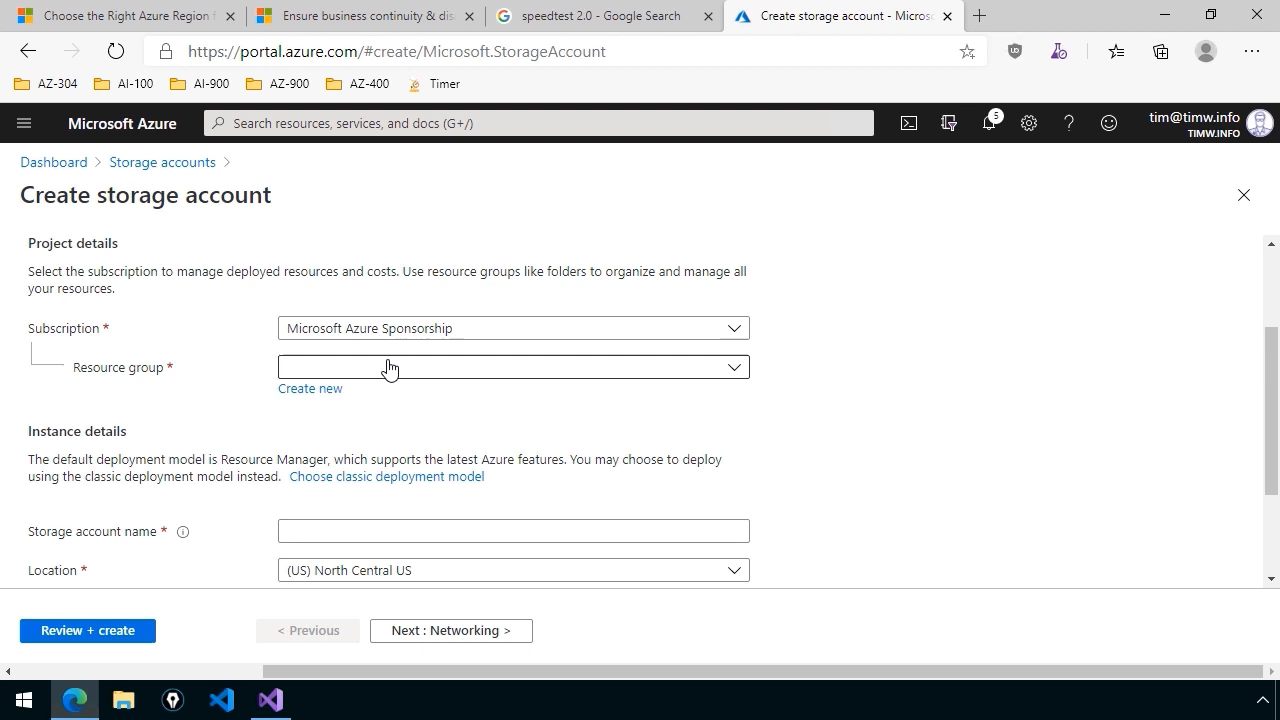 Choose the Right Azure Region f
Ensure business continuity & dis
speedtest 2.0 - Google Search
Create storage account - Micros
https://portal.azure.com/#create/Microsoft.StorageAccount
AZ-304
AI-100
AI-900
AZ-900
AZ-400
Timer
Microsoft Azure
Search resources, services, and docs (G+/)
5
tim@timw.info
TIMW.INFO
Dashboard > Storage accounts >
Create storage account
Project details
Select the subscription to manage deployed resources and costs. Use resource groups like folders to organize and manage all
your resources.
Subscription *
Microsoft Azure Sponsorship
Resource group *
Create new
Instance details
The default deployment model is Resource Manager, which supports the latest Azure features. You may choose to deploy
using the classic deployment model instead. Choose classic deployment model
Storage account name *
Location *
(US) North Central US
Review + create
< Previous
Next : Networking >